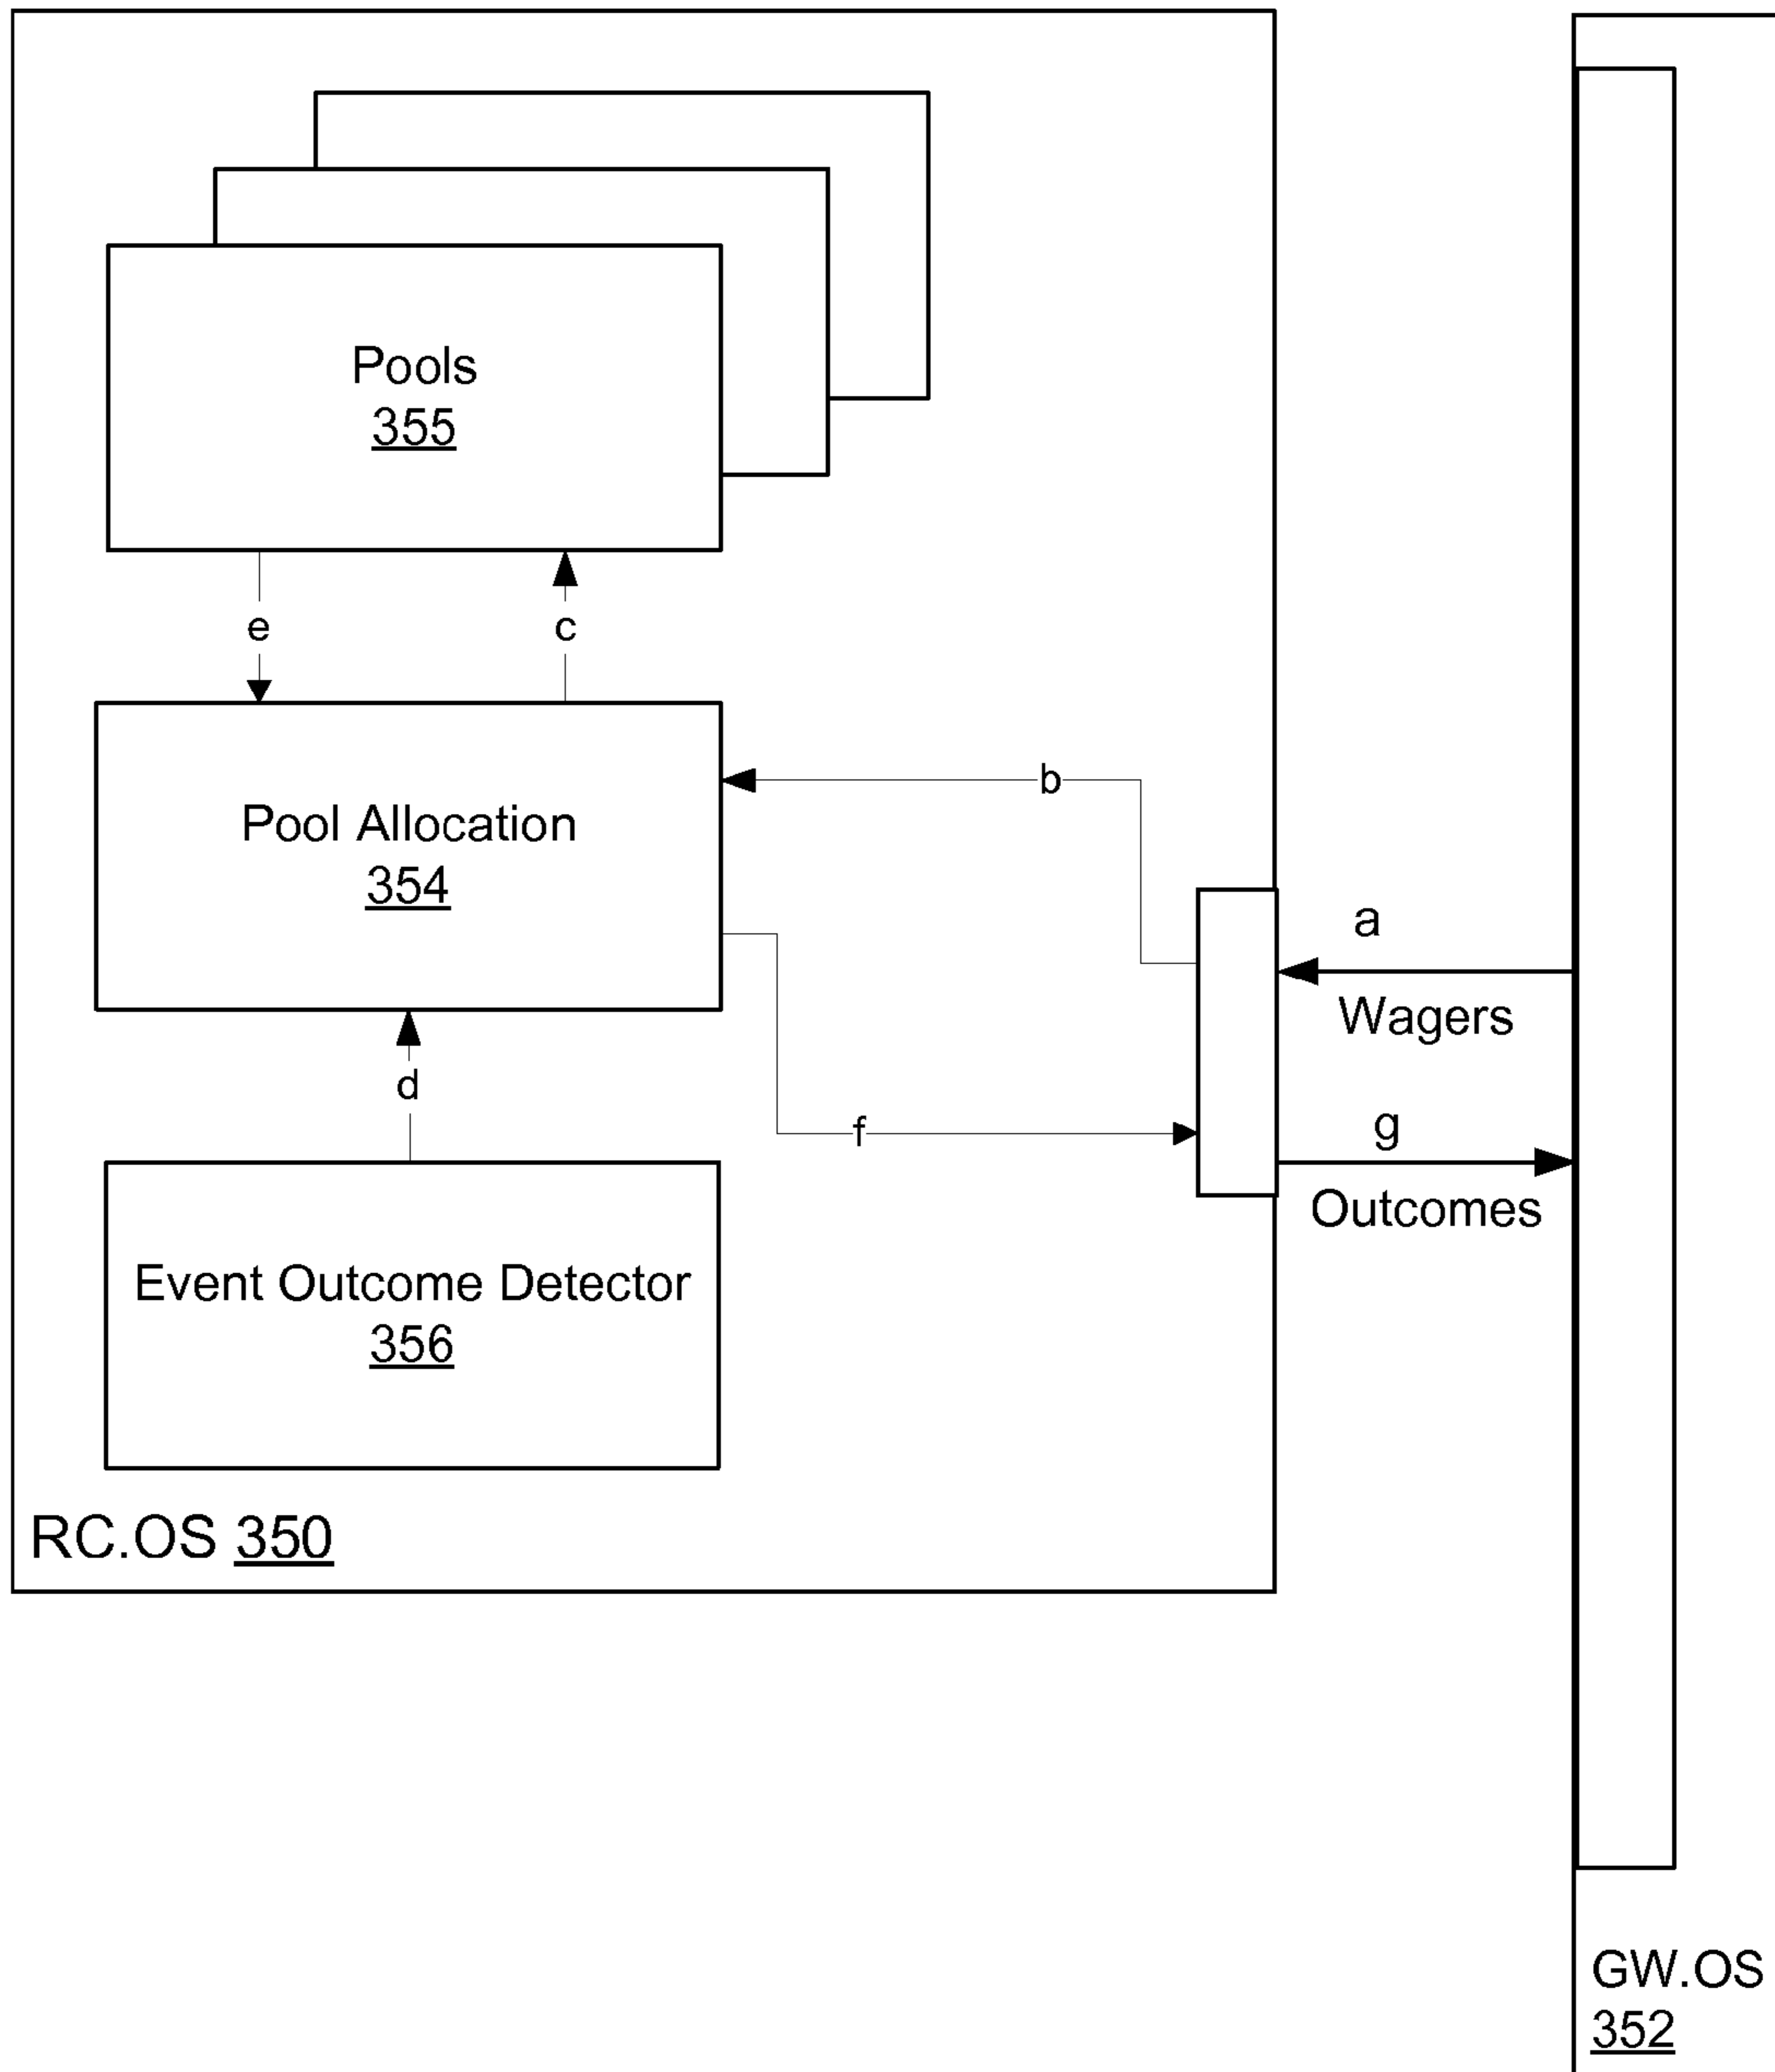 Pools
355
e
c
Pool Allocation
354
b
a
Wagers
d
f
g
Outcomes
Event Outcome Detector
356
RC.OS 350
GW.OS
352